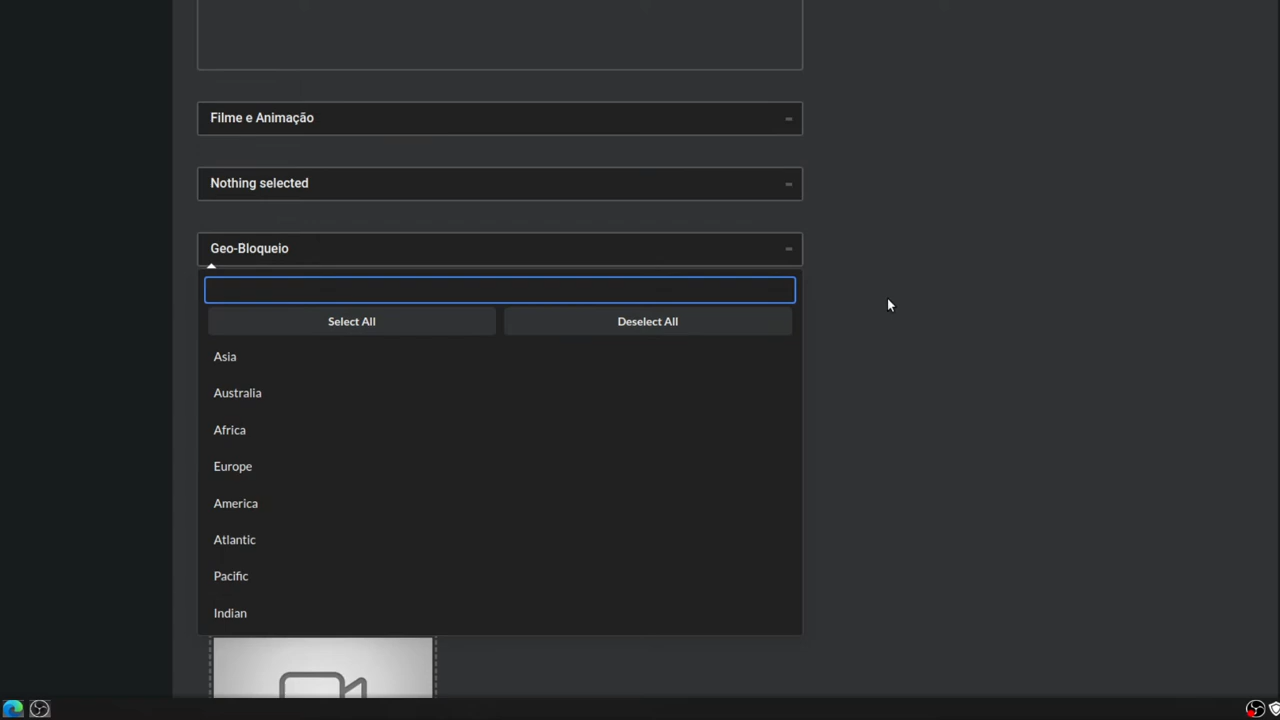 Filme e Animação
Nothing selected
Geo-Bloqueio
Select All
Deselect All
Asia
Australia
Africa
Europe
America
Atlantic
Pacific
Indian